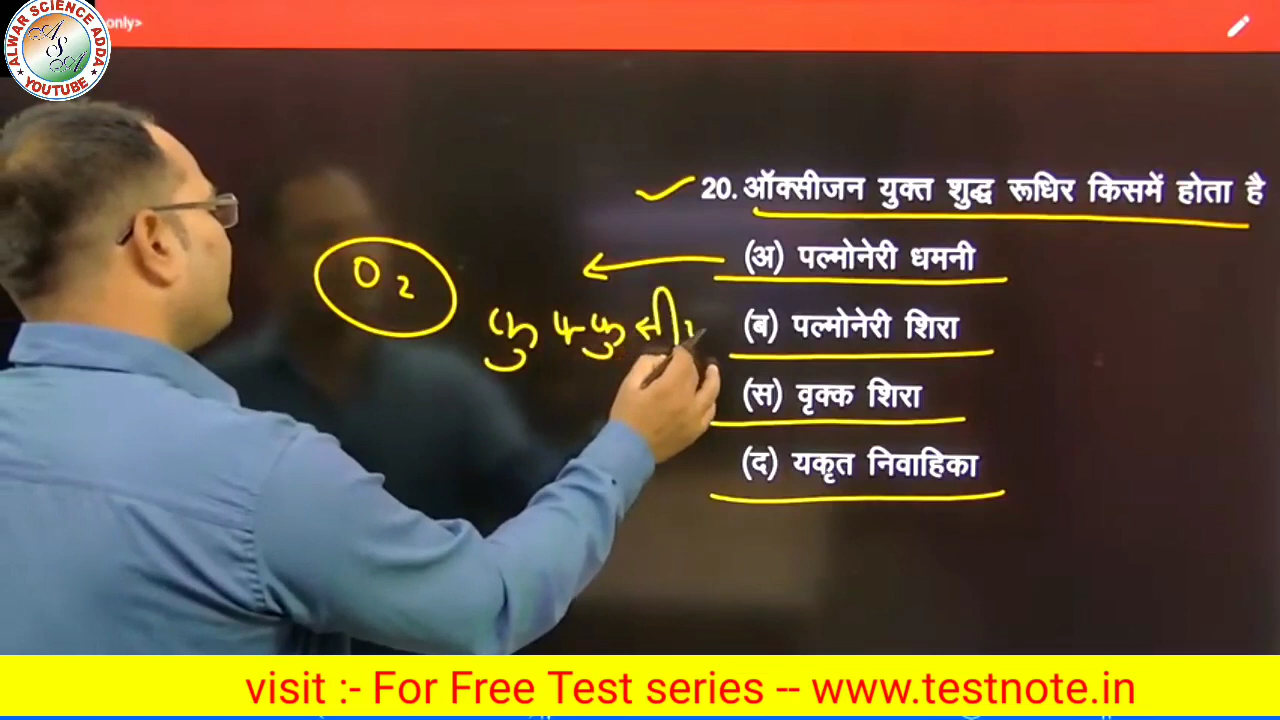 ALWAR SCIENCE ADDA
ASA
YOUTUBE
only>
20. ऑक्सीजन युक्त शुद्ध रूधिर किसमें होता है
(अ) पल्मोनेरी धमनी
O2
(ब) पल्मोनेरी शिरा
(स) वृक्क शिरा
(द) यकृत निवाहिका
visit :- For Free Test series -- www.testnote.in